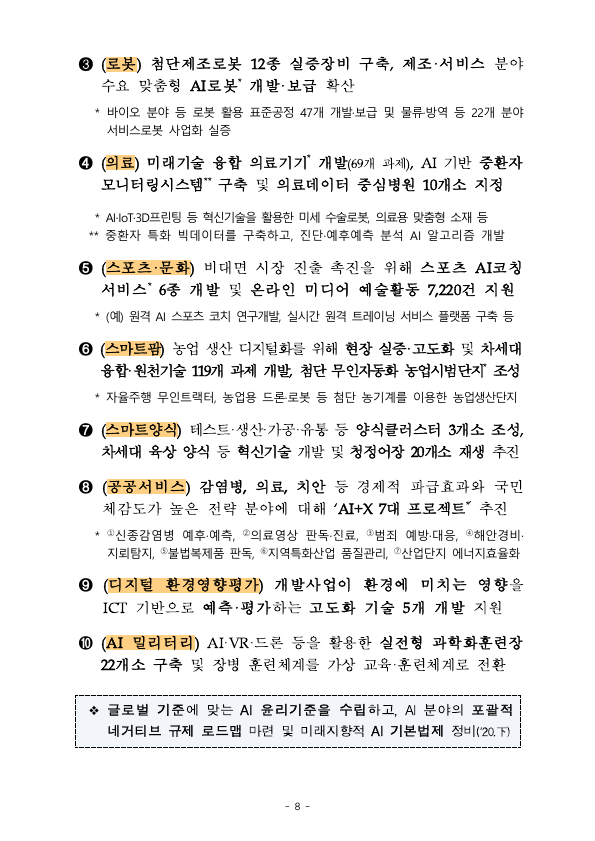 ❸ (로봇) 첨단제조로봇 12종 실증장비 구축, 제조·서비스 분야
수요 맞춤형 AI로봇* 개발·보급 확산
* 바이오 분야 등 로봇 활용 표준공정 47개 개발·보급 및 물류·방역 등 22개 분야
서비스로봇 사업화 실증
❹ (의료) 미래기술 융합 의료기기* 개발(69개 과제), AI 기반 중환자
모니터링시스템** 구축 및 의료데이터 중심병원 10개소 지정
* AI·IoT·3D프린팅 등 혁신기술을 활용한 미세 수술로봇, 의료용 맞춤형 소재 등
** 중환자 특화 빅데이터를 구축하고, 진단·예후예측 분석 AI 알고리즘 개발
❺ (스포츠·문화) 비대면 시장 진출 촉진을 위해 스포츠 AI코칭
서비스* 6종 개발 및 온라인 미디어 예술활동 7,220건 지원
* (예) 원격 AI 스포츠 코치 연구개발, 실시간 원격 트레이닝 서비스 플랫폼 구축 등
❻ (스마트팜) 농업 생산 디지털화를 위해 현장 실증·고도화 및 차세대
융합·원천기술 119개 과제 개발, 첨단 무인자동화 농업시범단지* 조성
* 자율주행 무인트랙터, 농업용 드론·로봇 등 첨단 농기계를 이용한 농업생산단지
❼ (스마트양식) 테스트·생산·가공·유통 등 양식클러스터 3개소 조성,
차세대 육상 양식 등 혁신기술 개발 및 청정어장 20개소 재생 추진
❽ (공공서비스) 감염병, 의료, 치안 등 경제적 파급효과와 국민
체감도가 높은 전략 분야에 대해 ‘AI+X 7대 프로젝트*’ 추진
* ①신종감염병 예후·예측, ②의료영상 판독·진료, ③범죄 예방·대응, ④해안경비·
지뢰탐지, ⑤불법복제품 판독, ⑥지역특화산업 품질관리, ⑦산업단지 에너지효율화
❾ (디지털 환경영향평가) 개발사업이 환경에 미치는 영향을
ICT 기반으로 예측·평가하는 고도화 기술 5개 개발 지원
❿ (AI 밀리터리) AI·VR·드론 등을 활용한 실전형 과학화훈련장
22개소 구축 및 장병 훈련체계를 가상 교육·훈련체계로 전환
❖ 글로벌 기준에 맞는 AI 윤리기준을 수립하고, AI 분야의 포괄적
네거티브 규제 로드맵 마련 및 미래지향적 AI 기본법제 정비('20.下)
- 8 -